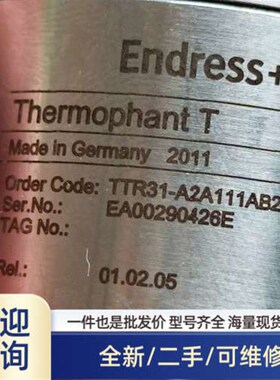 Endress+
Thermophant T
Made in Germany 2011
Order Code: TTR31-A2A111AB2
Ser.No.: EA00290426E
TAG No.:
Rel.: 01.02.05
迎
询
一件也是批发价 型号齐全 海量现货
全新/二手/可维修